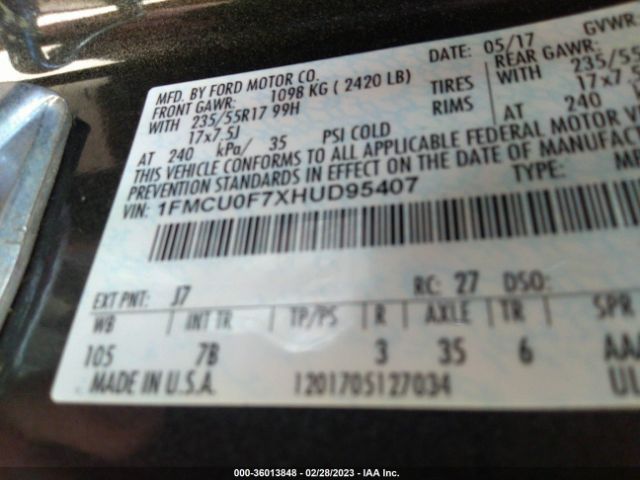 MFD. BY FORD MOTOR CO.
DATE: 05/17
GVWR
FRONT GAWR: 1098 KG ( 2420 LB)
REAR GAWR:
WITH 235/55R17 99H TIRES
WITH 235/55
17x7.5J RIMS
17x7.
AT 240 kPa/ 35 PSI COLD
AT 240
THIS VEHICLE CONFORMS TO ALL APPLICABLE FEDERAL MOTOR
PREVENTION STANDARDS IN EFFECT ON THE DATE OF MANUFAC
VIN: 1FMCU0F7XHUD95407
TYPE:
EXT PNT: J7 RC: 27 DSO:
WB INT TR TP/PS R AXLE TR SPR
105 7B 3 35 6
MADE IN U.S.A. 1201705127034
000-36013848 - 02/28/2023 - IAA Inc.